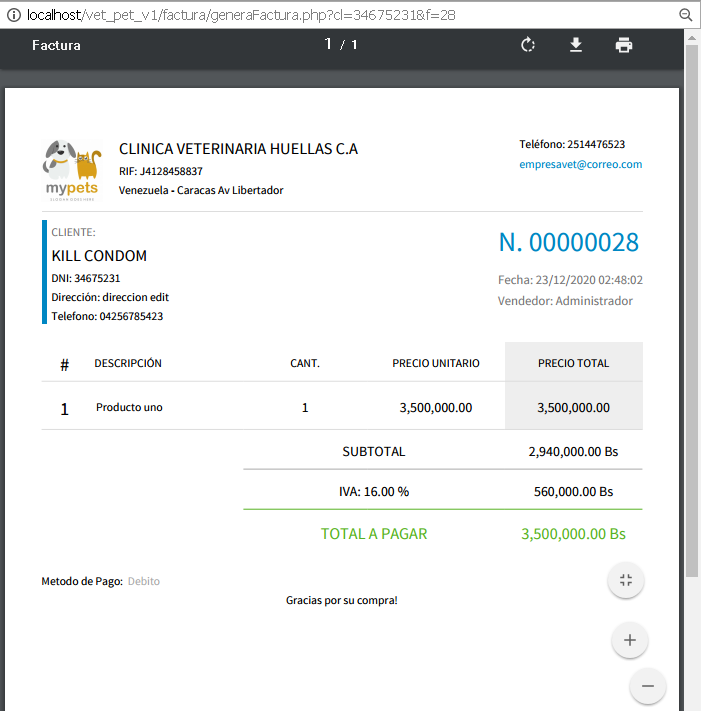 localhost/vet_pet_v1/factura/generaFactura.php?cl=34675231&f=28
Factura
1 / 1
CLINICA VETERINARIA HUELLAS C.A
RIF: J4128458837
Venezuela - Caracas Av Libertador
Teléfono: 2514476523
empresavet@correo.com
mypets
SLOGAN GOES HERE
CLIENTE:
KILL CONDOM
DNI: 34675231
Dirección: direccion edit
Telefono: 04256785423
N. 00000028
Fecha: 23/12/2020 02:48:02
Vendedor: Administrador
# DESCRIPCIÓN CANT. PRECIO UNITARIO PRECIO TOTAL
1 Producto uno 1 3,500,000.00 3,500,000.00
SUBTOTAL 2,940,000.00 Bs
IVA: 16.00 % 560,000.00 Bs
TOTAL A PAGAR 3,500,000.00 Bs
Metodo de Pago: Debito
Gracias por su compra!